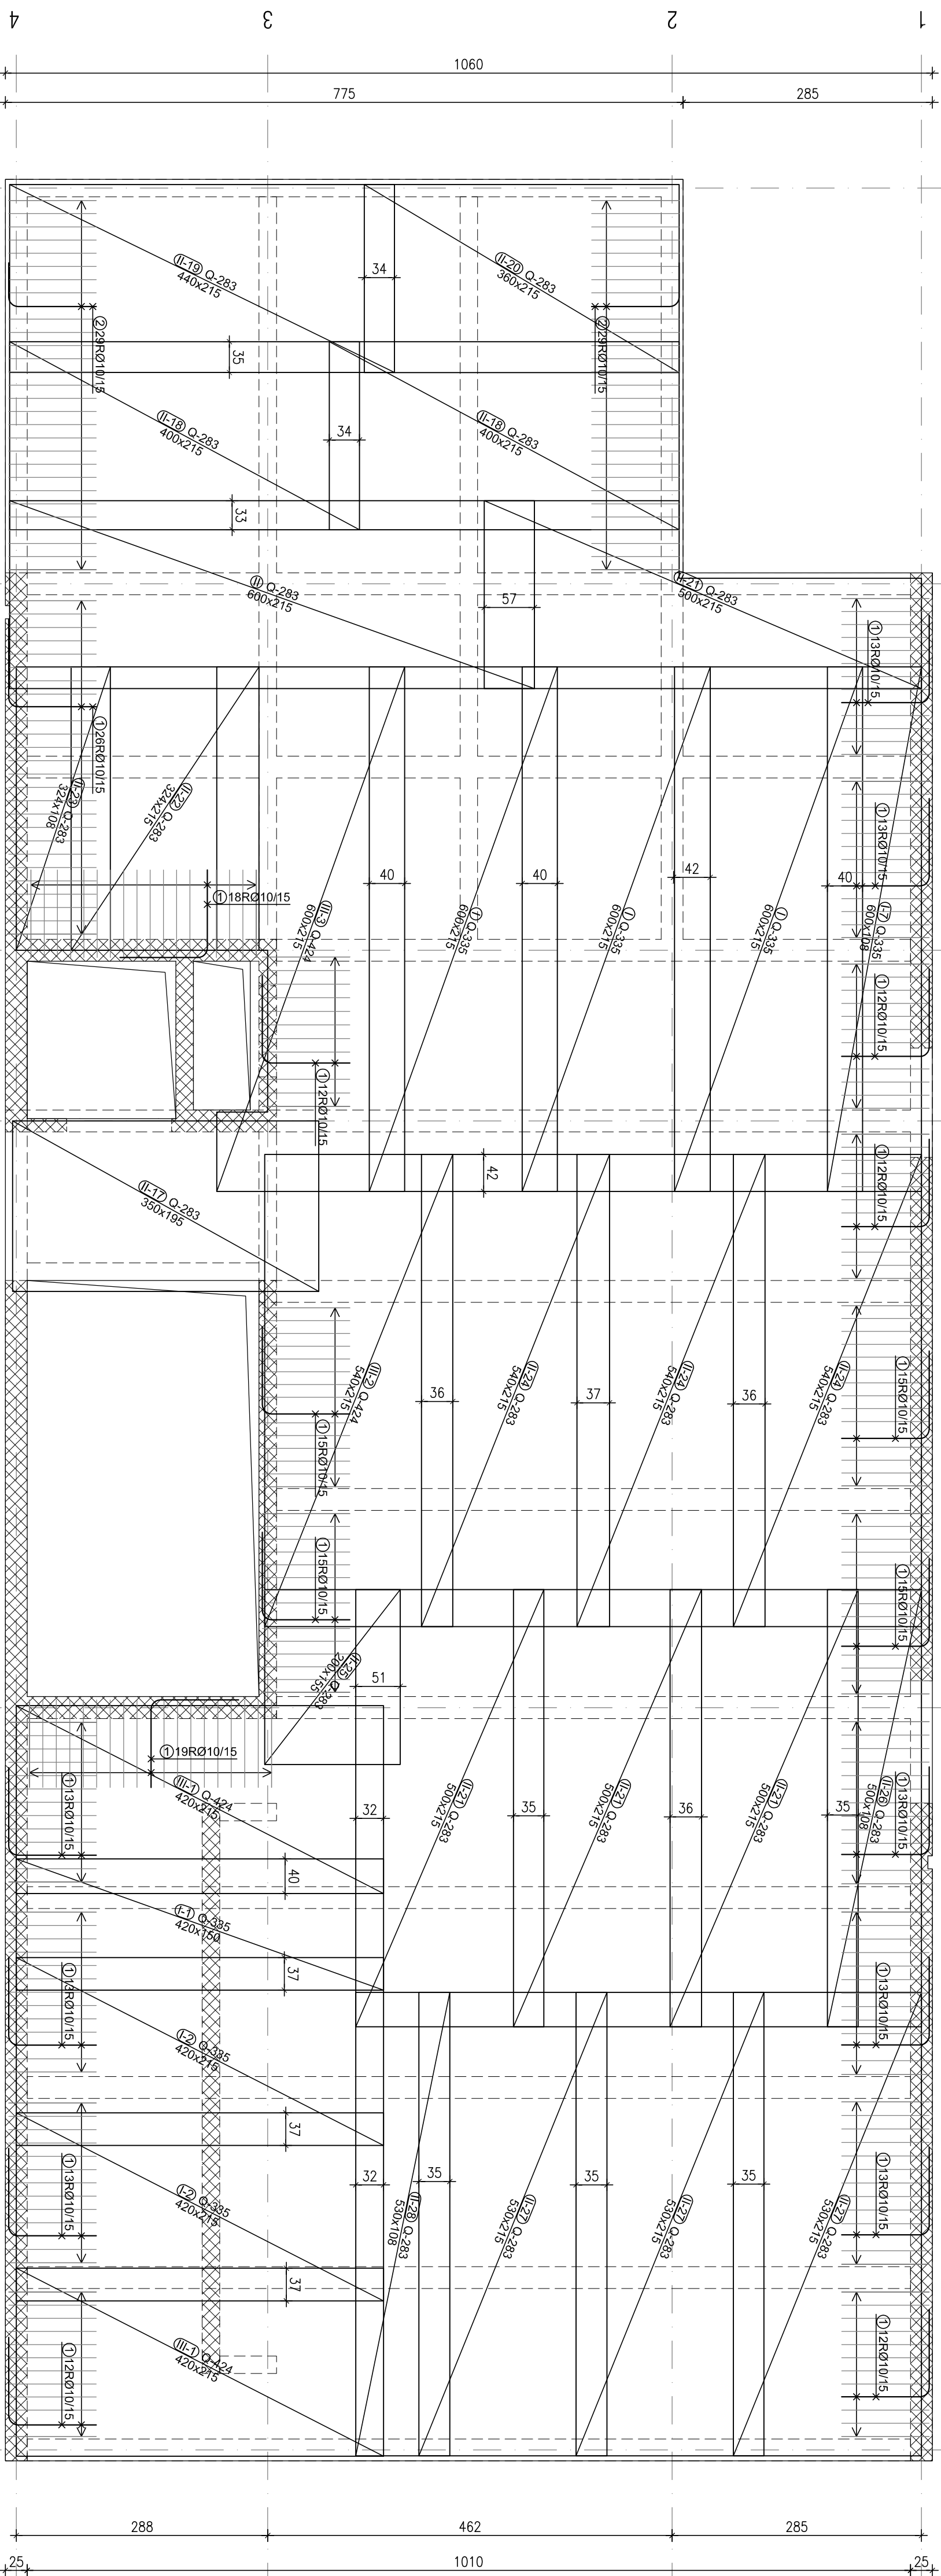 4
3
2
1
1060
775
285
II-19 Q-283
440x215
34
II-20 Q-283
360x215
②29RØ10/15
②29RØ10/15
35
II-18 Q-283
400x215
34
II-18 Q-283
400x215
33
II Q-283
600x215
57
II-21 Q-283
500x215
①13RØ10/15
①26RØ10/15
II-23 Q-283
324x108
II-22 Q-283
324x215
①18RØ10/15
III-3 Q-424
600x215
40
I Q-335
600x215
40
I Q-335
600x215
42
I Q-335
600x215
40
I-7 Q-335
600x108
①13RØ10/15
①12RØ10/15
①12RØ10/15
①12RØ10/15
42
II-17 Q-283
350x195
III-2 Q-424
540x215
36
II-24 Q-283
540x215
37
II-24 Q-283
540x215
36
II-24 Q-283
540x215
①15RØ10/15
①15RØ10/15
①15RØ10/15
①15RØ10/15
II-25 Q-283
200x155
51
①19RØ10/15
①13RØ10/15
III-1 Q-424
420x215
32
II-21 Q-283
500x215
35
II-21 Q-283
500x215
36
II-21 Q-283
500x215
35
II-26 Q-283
500x108
①13RØ10/15
40
I-1 Q-335
420x150
37
①13RØ10/15
①13RØ10/15
I-2 Q-335
420x215
37
①13RØ10/15
I-2 Q-335
420x215
32
35
II-28 Q-283
530x108
II-27 Q-283
530x215
35
II-27 Q-283
530x215
35
II-27 Q-283
530x215
①13RØ10/15
37
①12RØ10/15
III-1 Q-424
420x215
①12RØ10/15
288
462
285
25
1010
25